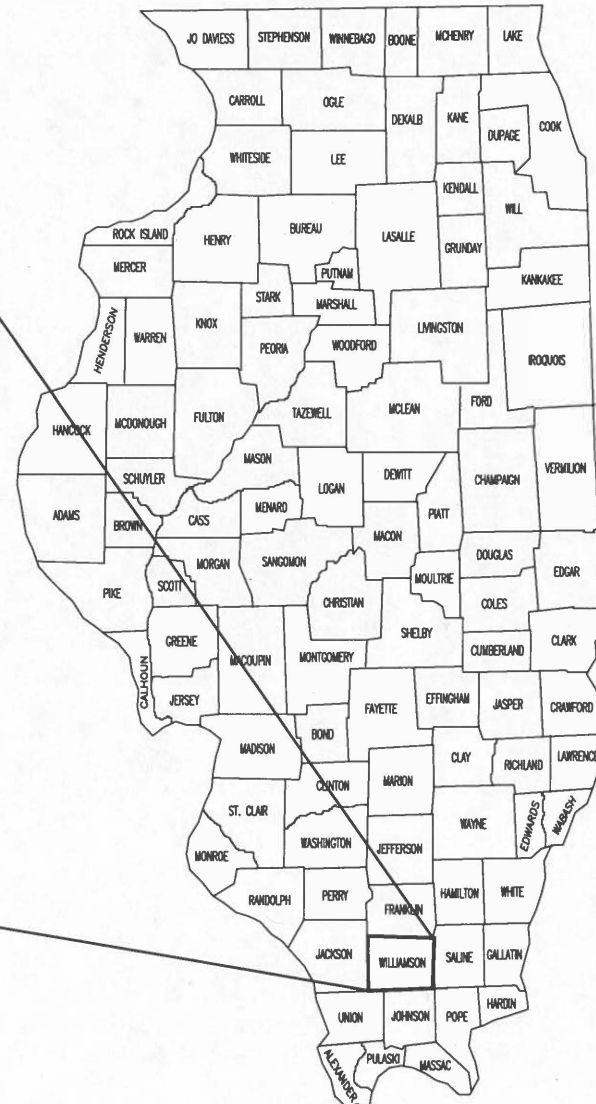 JO DAVIESS STEPHENSON WINNEBAGO BOONE MCHENRY LAKE
CARROLL OGLE DEKALB KANE DUPAGE COOK
WHITESIDE LEE KENDALL WILL
ROCK ISLAND HENRY BUREAU LASALLE GRUNDAY
MERCER PUTNAM KANKAKEE
HENDERSON WARREN KNOX STARK MARSHALL LIVINGSTON
PEORIA WOODFORD IROQUOIS
HANCOCK MCDONOUGH FULTON TAZEWELL MCLEAN FORD
MASON
SCHUYLER LOGAN DEWITT CHAMPAIGN VERMILION
ADAMS BROWN CASS MENARD MACON PIATT
MORGAN SANGOMON DOUGLAS EDGAR
PIKE SCOTT CHRISTIAN MOULTRIE COLES
GREENE SHELBY CUMBERLAND CLARK
CALHOUN MACOUPIN MONTGOMERY
JERSEY FAYETTE EFFINGHAM JASPER CRAWFORD
MADISON BOND CLAY RICHLAND LAWRENCE
CLINTON MARION
ST. CLAIR WAYNE EDWARDS WABASH
MONROE WASHINGTON JEFFERSON
RANDOLPH PERRY FRANKLIN HAMILTON WHITE
JACKSON WILLIAMSON SALINE GALLATIN
UNION JOHNSON POPE HARDIN
ALEXANDER PULASKI MASSAC